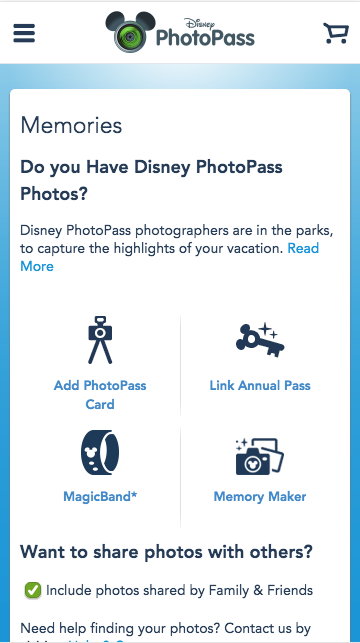 Disney
PhotoPass
Memories
Do you Have Disney PhotoPass
Photos?
Disney PhotoPass photographers are in the parks,
to capture the highlights of your vacation. Read
More
Add PhotoPass
Card
Link Annual Pass
MagicBand*
Memory Maker
Want to share photos with others?
Include photos shared by Family & Friends
Need help finding your photos? Contact us by